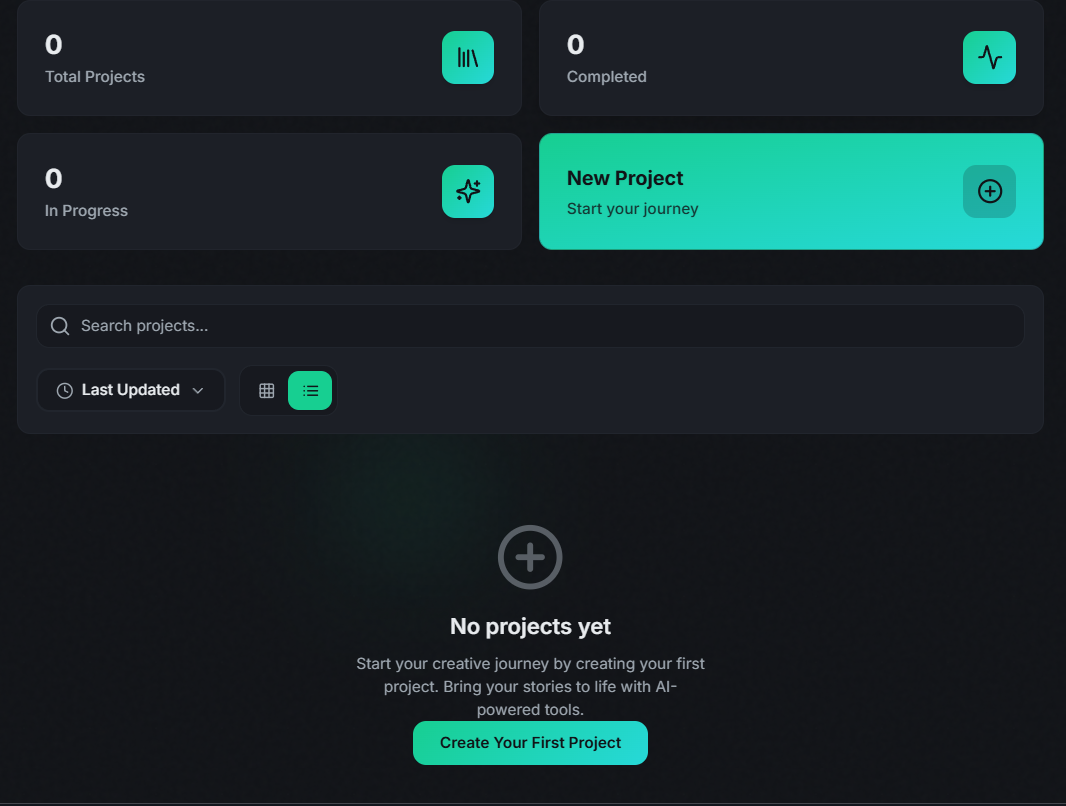 0
Total Projects
0
Completed
0
In Progress
New Project
Start your journey
Search projects...
Last Updated
No projects yet
Start your creative journey by creating your first
project. Bring your stories to life with AI-
powered tools.
Create Your First Project